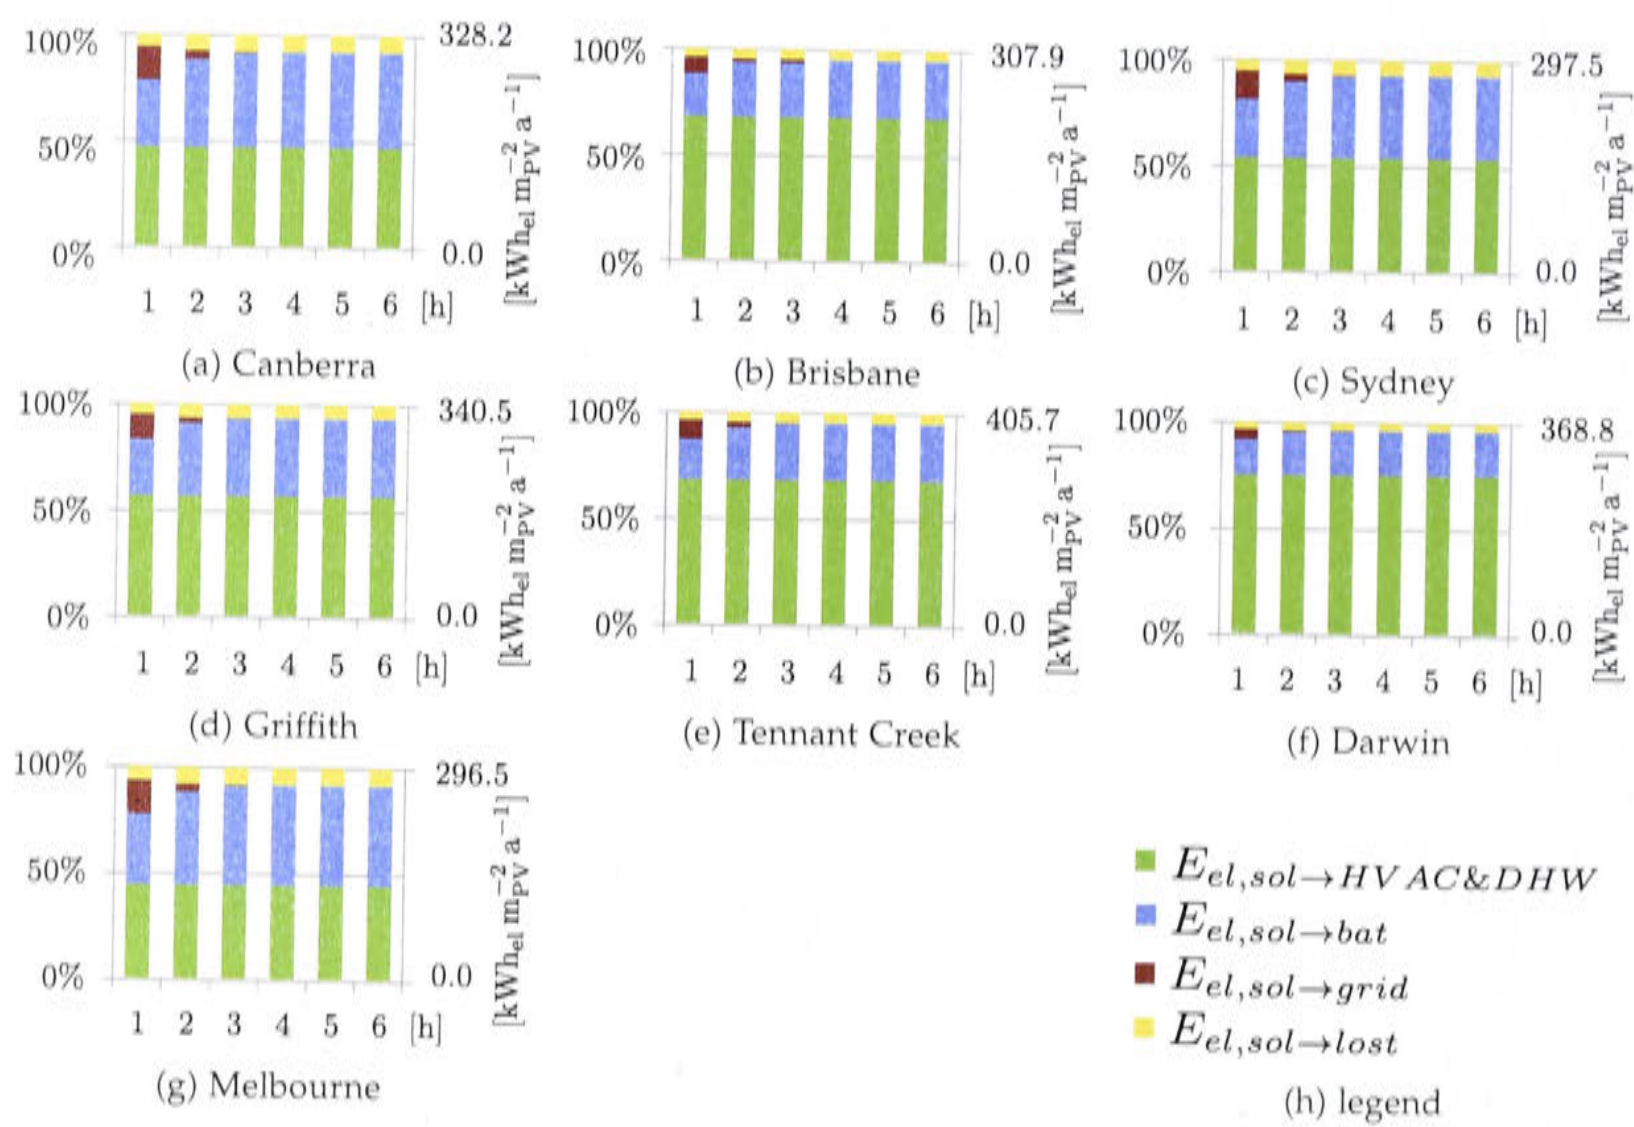 100%
328.2
50%
0%
0.0
[kWh_el m_PV^−2 a^−1]
1 2 3 4 5 6 [h]
(a) Canberra
100%
307.9
50%
0%
0.0
[kWh_el m_PV^−2 a^−1]
1 2 3 4 5 6 [h]
(b) Brisbane
100%
297.5
50%
0%
0.0
[kWh_el m_PV^−2 a^−1]
1 2 3 4 5 6 [h]
(c) Sydney
100%
340.5
50%
0%
0.0
[kWh_el m_PV^−2 a^−1]
1 2 3 4 5 6 [h]
(d) Griffith
100%
405.7
50%
0%
0.0
[kWh_el m_PV^−2 a^−1]
1 2 3 4 5 6 [h]
(e) Tennant Creek
100%
368.8
50%
0%
0.0
[kWh_el m_PV^−2 a^−1]
1 2 3 4 5 6 [h]
(f) Darwin
100%
296.5
50%
0%
0.0
[kWh_el m_PV^−2 a^−1]
1 2 3 4 5 6 [h]
(g) Melbourne
E_el,sol→HVAC&DHW
E_el,sol→bat
E_el,sol→grid
E_el,sol→lost
(h) legend